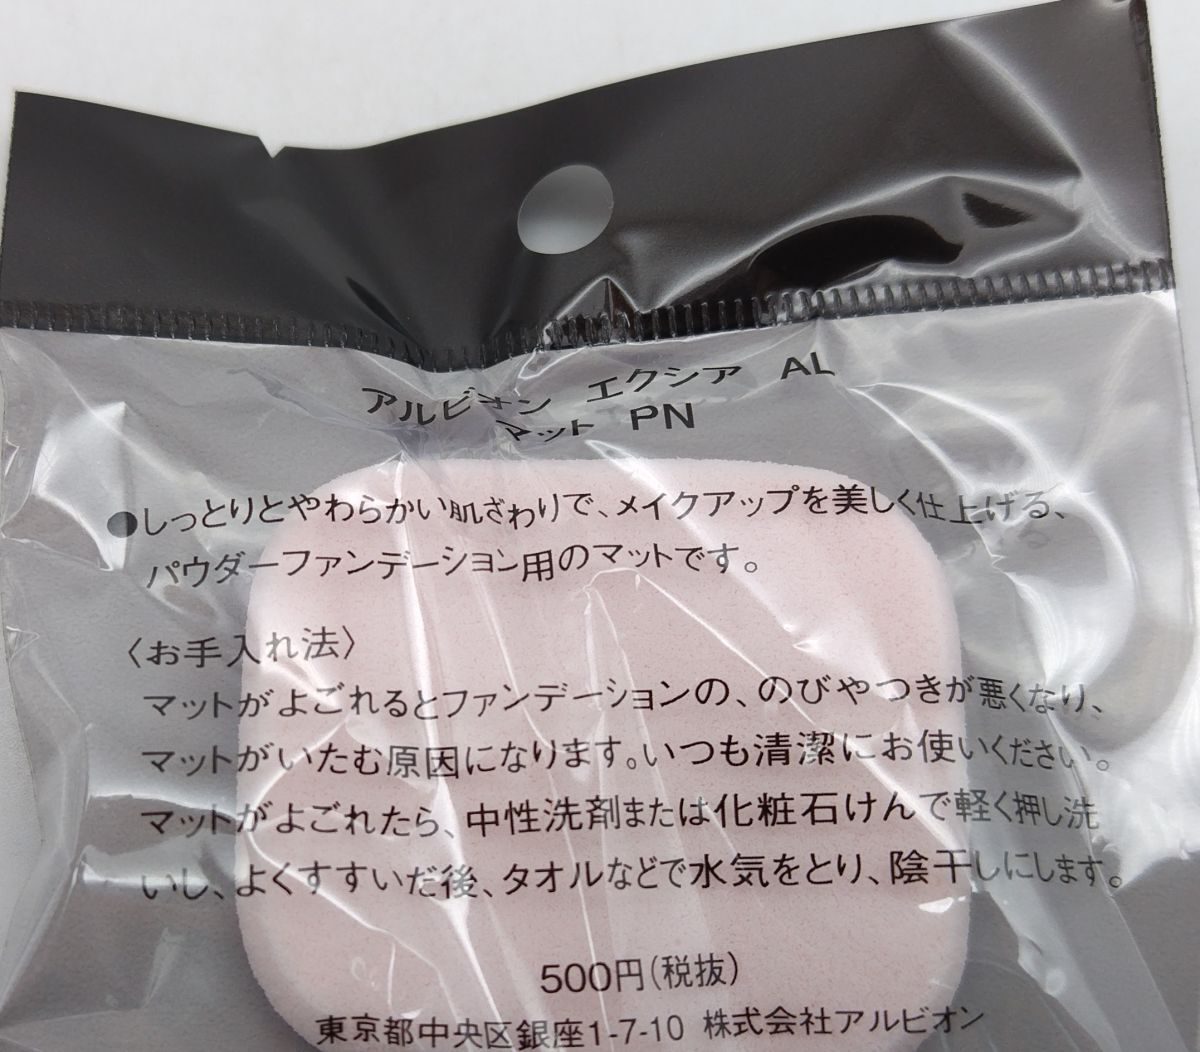 アルビオン エクシア AL
マット PN
●しっとりとやわらかい肌ざわりで、メイクアップを美しく仕上げる、
パウダーファンデーション用のマットです。
〈お手入れ法〉
マットがよごれるとファンデーションの、のびやつきが悪くなり、
マットがいたむ原因になります。いつも清潔にお使いください。
マットがよごれたら、中性洗剤または化粧石けんで軽く押し洗
いし、よくすすいだ後、タオルなどで水気をとり、陰干しにします。
500円(税抜)
東京都中央区銀座1-7-10 株式会社アルビオン